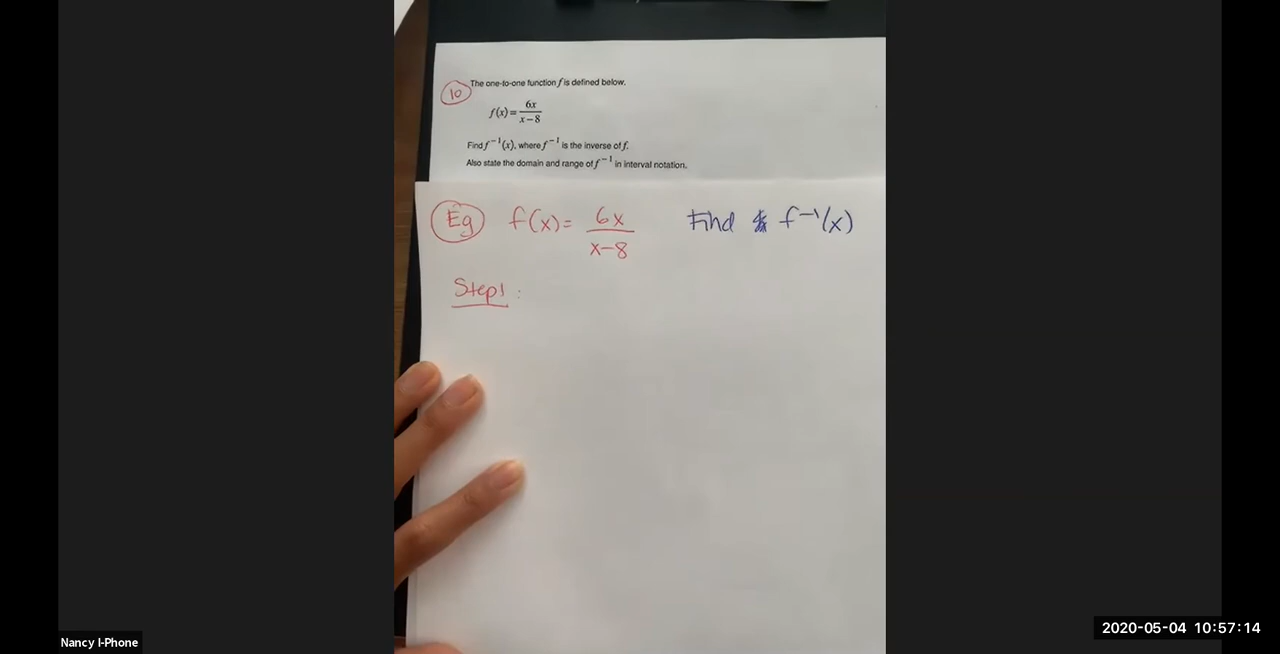 The one-to-one function f is defined below.
10
f(x) = 6x
x − 8
Find f⁻¹(x), where f⁻¹ is the inverse of f.
Also state the domain and range of f⁻¹ in interval notation.
Eg f(x) = 6x Find f⁻¹(x)
x−8
Step1 :
Nancy I-Phone
2020-05-04 10:57:14